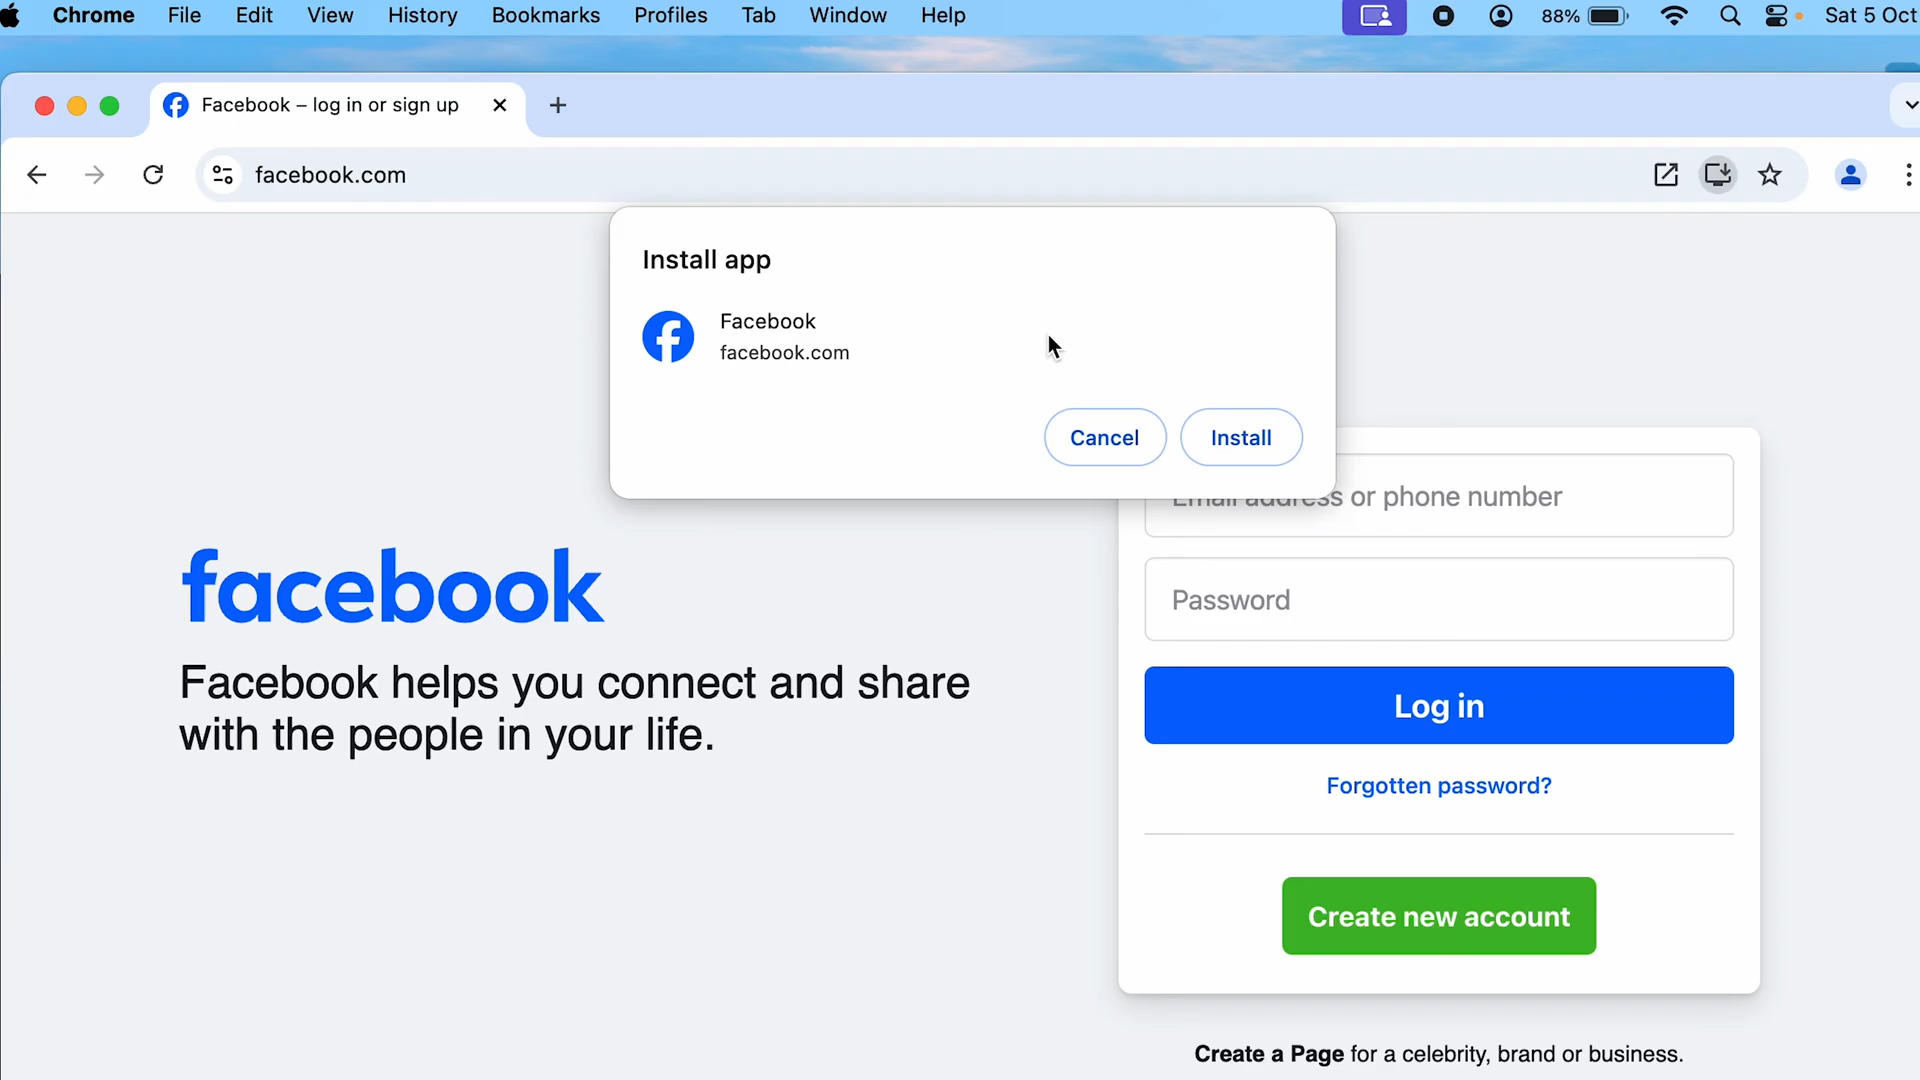 Chrome File Edit View History Bookmarks Profiles Tab Window Help 88% Sat 5 Oct
Facebook – log in or sign up
facebook.com
Install app
Facebook
facebook.com
Cancel Install
Email address or phone number
Password
Log in
Forgotten password?
Create new account
facebook
Facebook helps you connect and share
with the people in your life.
Create a Page for a celebrity, brand or business.